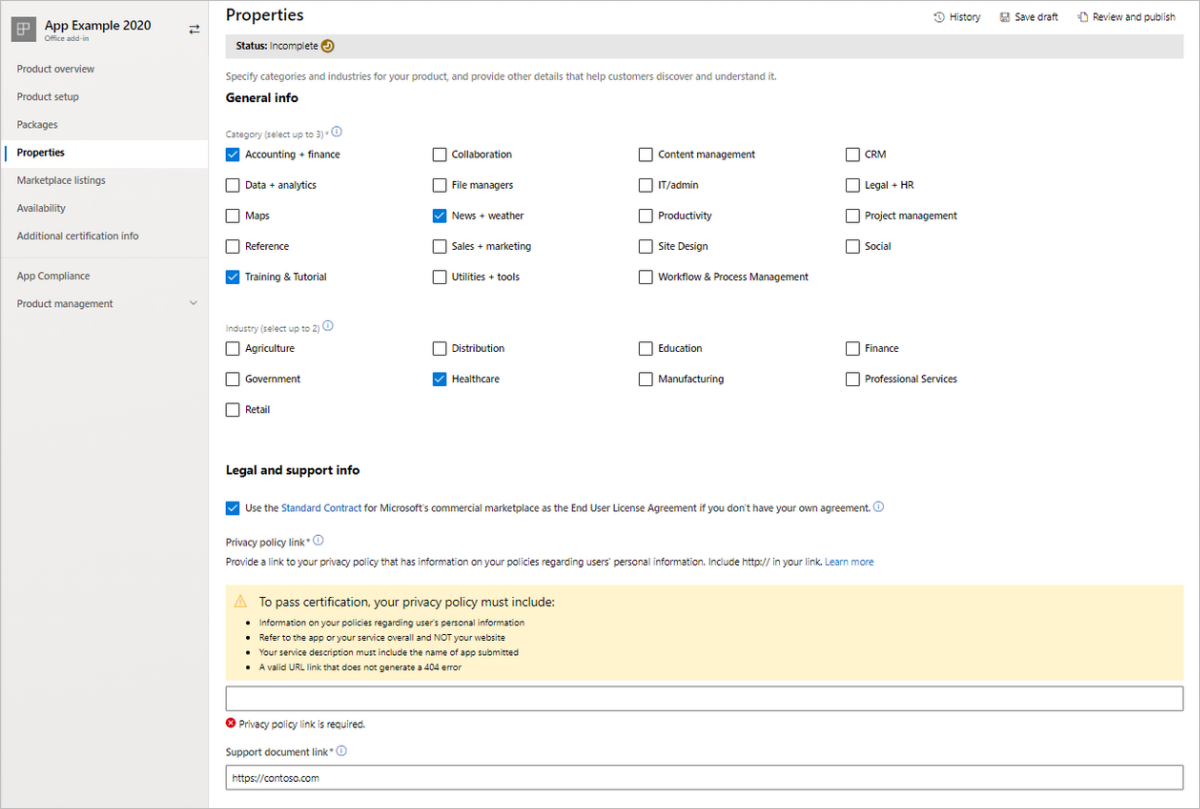 App Example 2020
Office add-in
Product overview
Product setup
Packages
Properties
Marketplace listings
Availability
Additional certification info
App Compliance
Product management
Properties
History Save draft Review and publish
Status: Incomplete
Specify categories and industries for your product, and provide other details that help customers discover and understand it.
General info
Category (select up to 3) *
Accounting + finance Collaboration Content management CRM
Data + analytics File managers IT/admin Legal + HR
Maps News + weather Productivity Project management
Reference Sales + marketing Site Design Social
Training & Tutorial Utilities + tools Workflow & Process Management
Industry (select up to 2)
Agriculture Distribution Education Finance
Government Healthcare Manufacturing Professional Services
Retail
Legal and support info
Use the Standard Contract for Microsoft's commercial marketplace as the End User License Agreement if you don't have your own agreement.
Privacy policy link *
Provide a link to your privacy policy that has information on your policies regarding users' personal information. Include http:// in your link. Learn more
To pass certification, your privacy policy must include:
• Information on your policies regarding user's personal information
• Refer to the app or your service overall and NOT your website
• Your service description must include the name of app submitted
• A valid URL link that does not generate a 404 error
Privacy policy link is required.
Support document link *
https://contoso.com